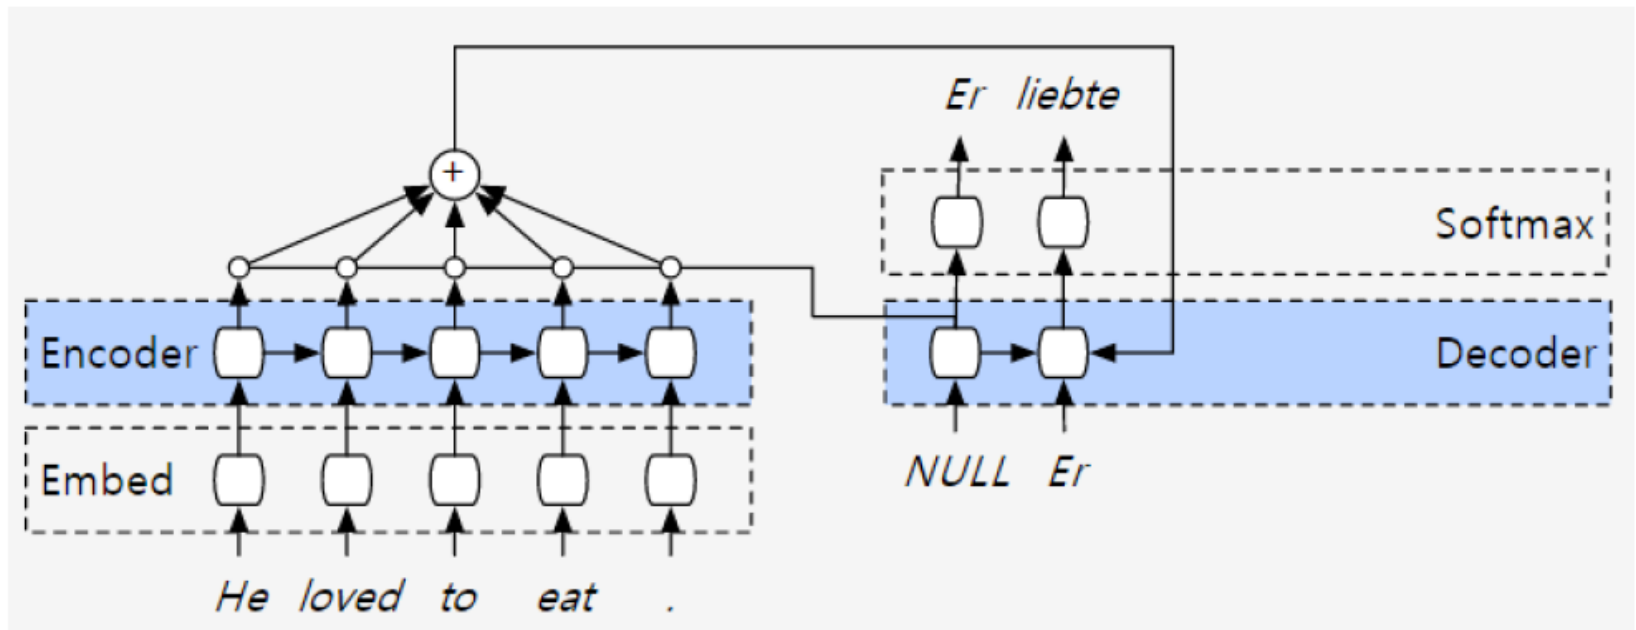 Er liebte
+
Softmax
Encoder
Decoder
Embed
NULL Er
He loved to eat .